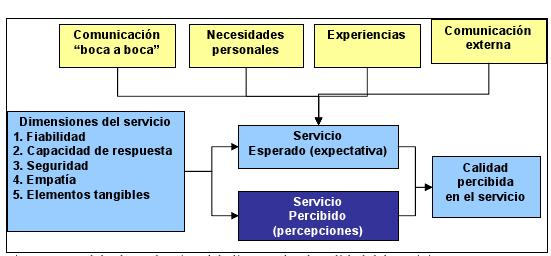 Comunicación
“boca a boca”
Necesidades
personales
Experiencias
Comunicación
externa
Dimensiones del servicio
1. Fiabilidad
2. Capacidad de respuesta
3. Seguridad
4. Empatía
5. Elementos tangibles
Servicio
Esperado (expectativa)
Servicio
Percibido
(percepciones)
Calidad
percibida
en el servicio